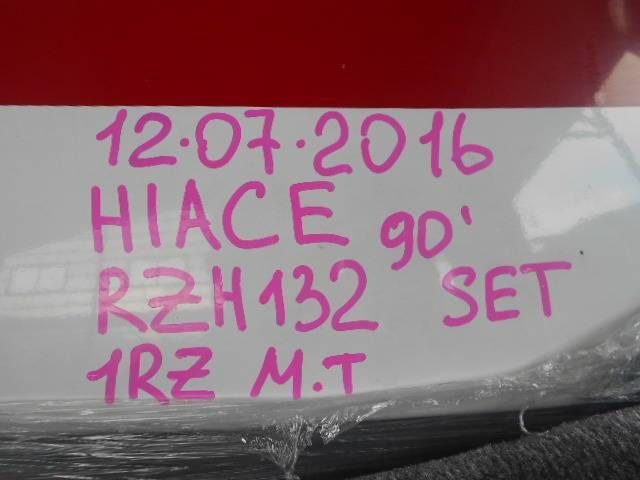 12.07.2016
HIACE 90'
RZH132 SET
1RZ M.T